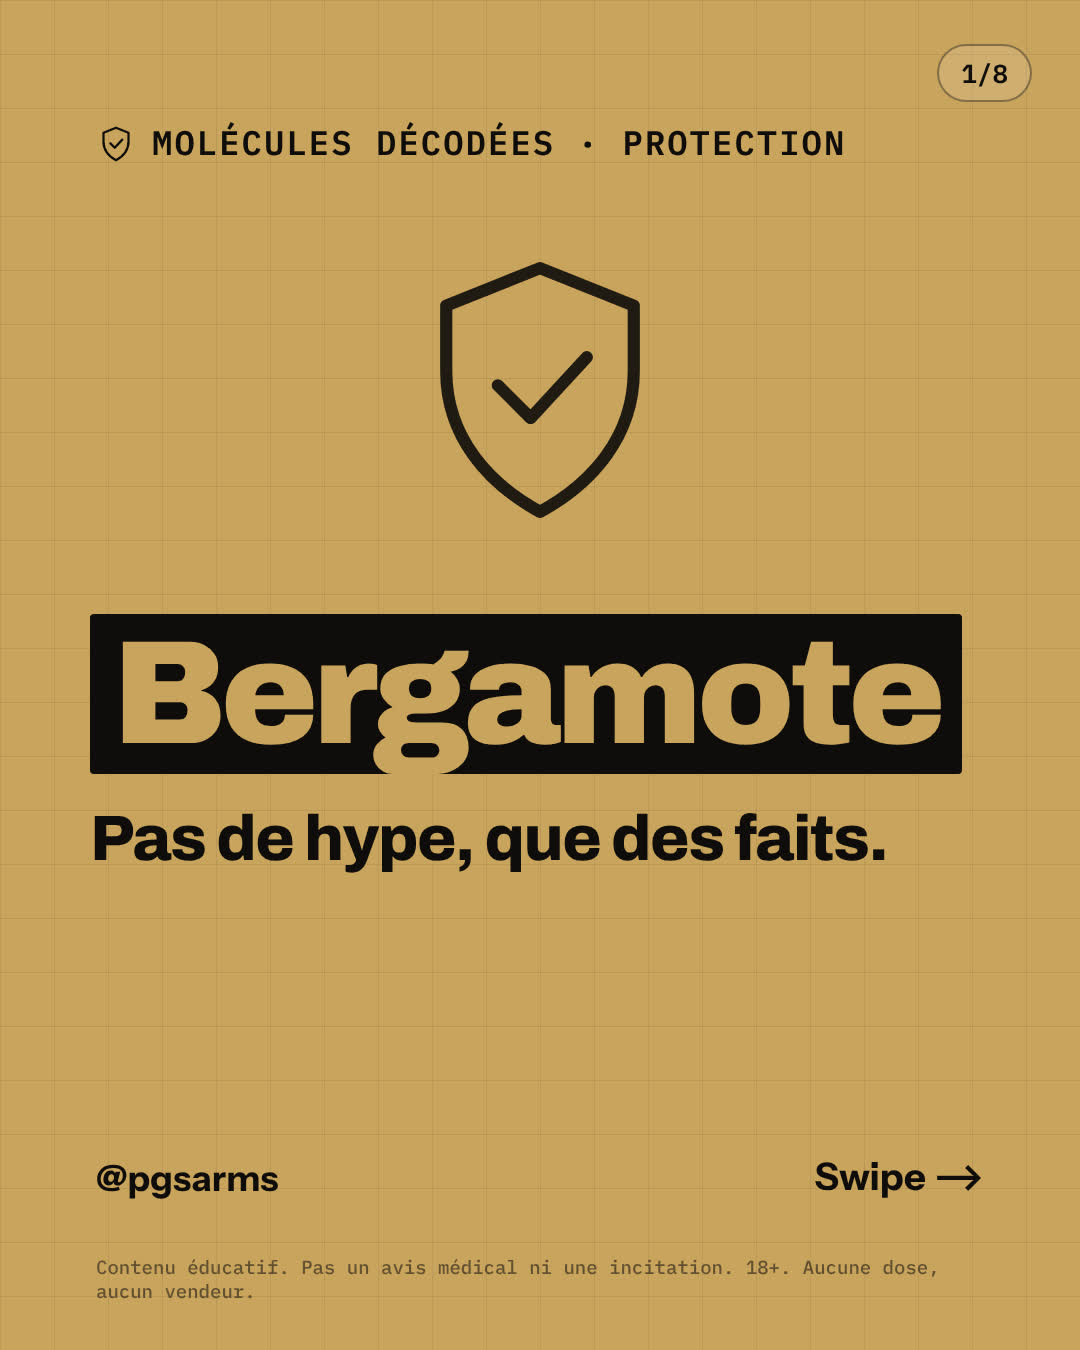 1/8
MOLÉCULES DÉCODÉES · PROTECTION
Bergamote
Pas de hype, que des faits.
@pgsarms
Swipe →
Contenu éducatif. Pas un avis médical ni une incitation. 18+. Aucune dose,
aucun vendeur.